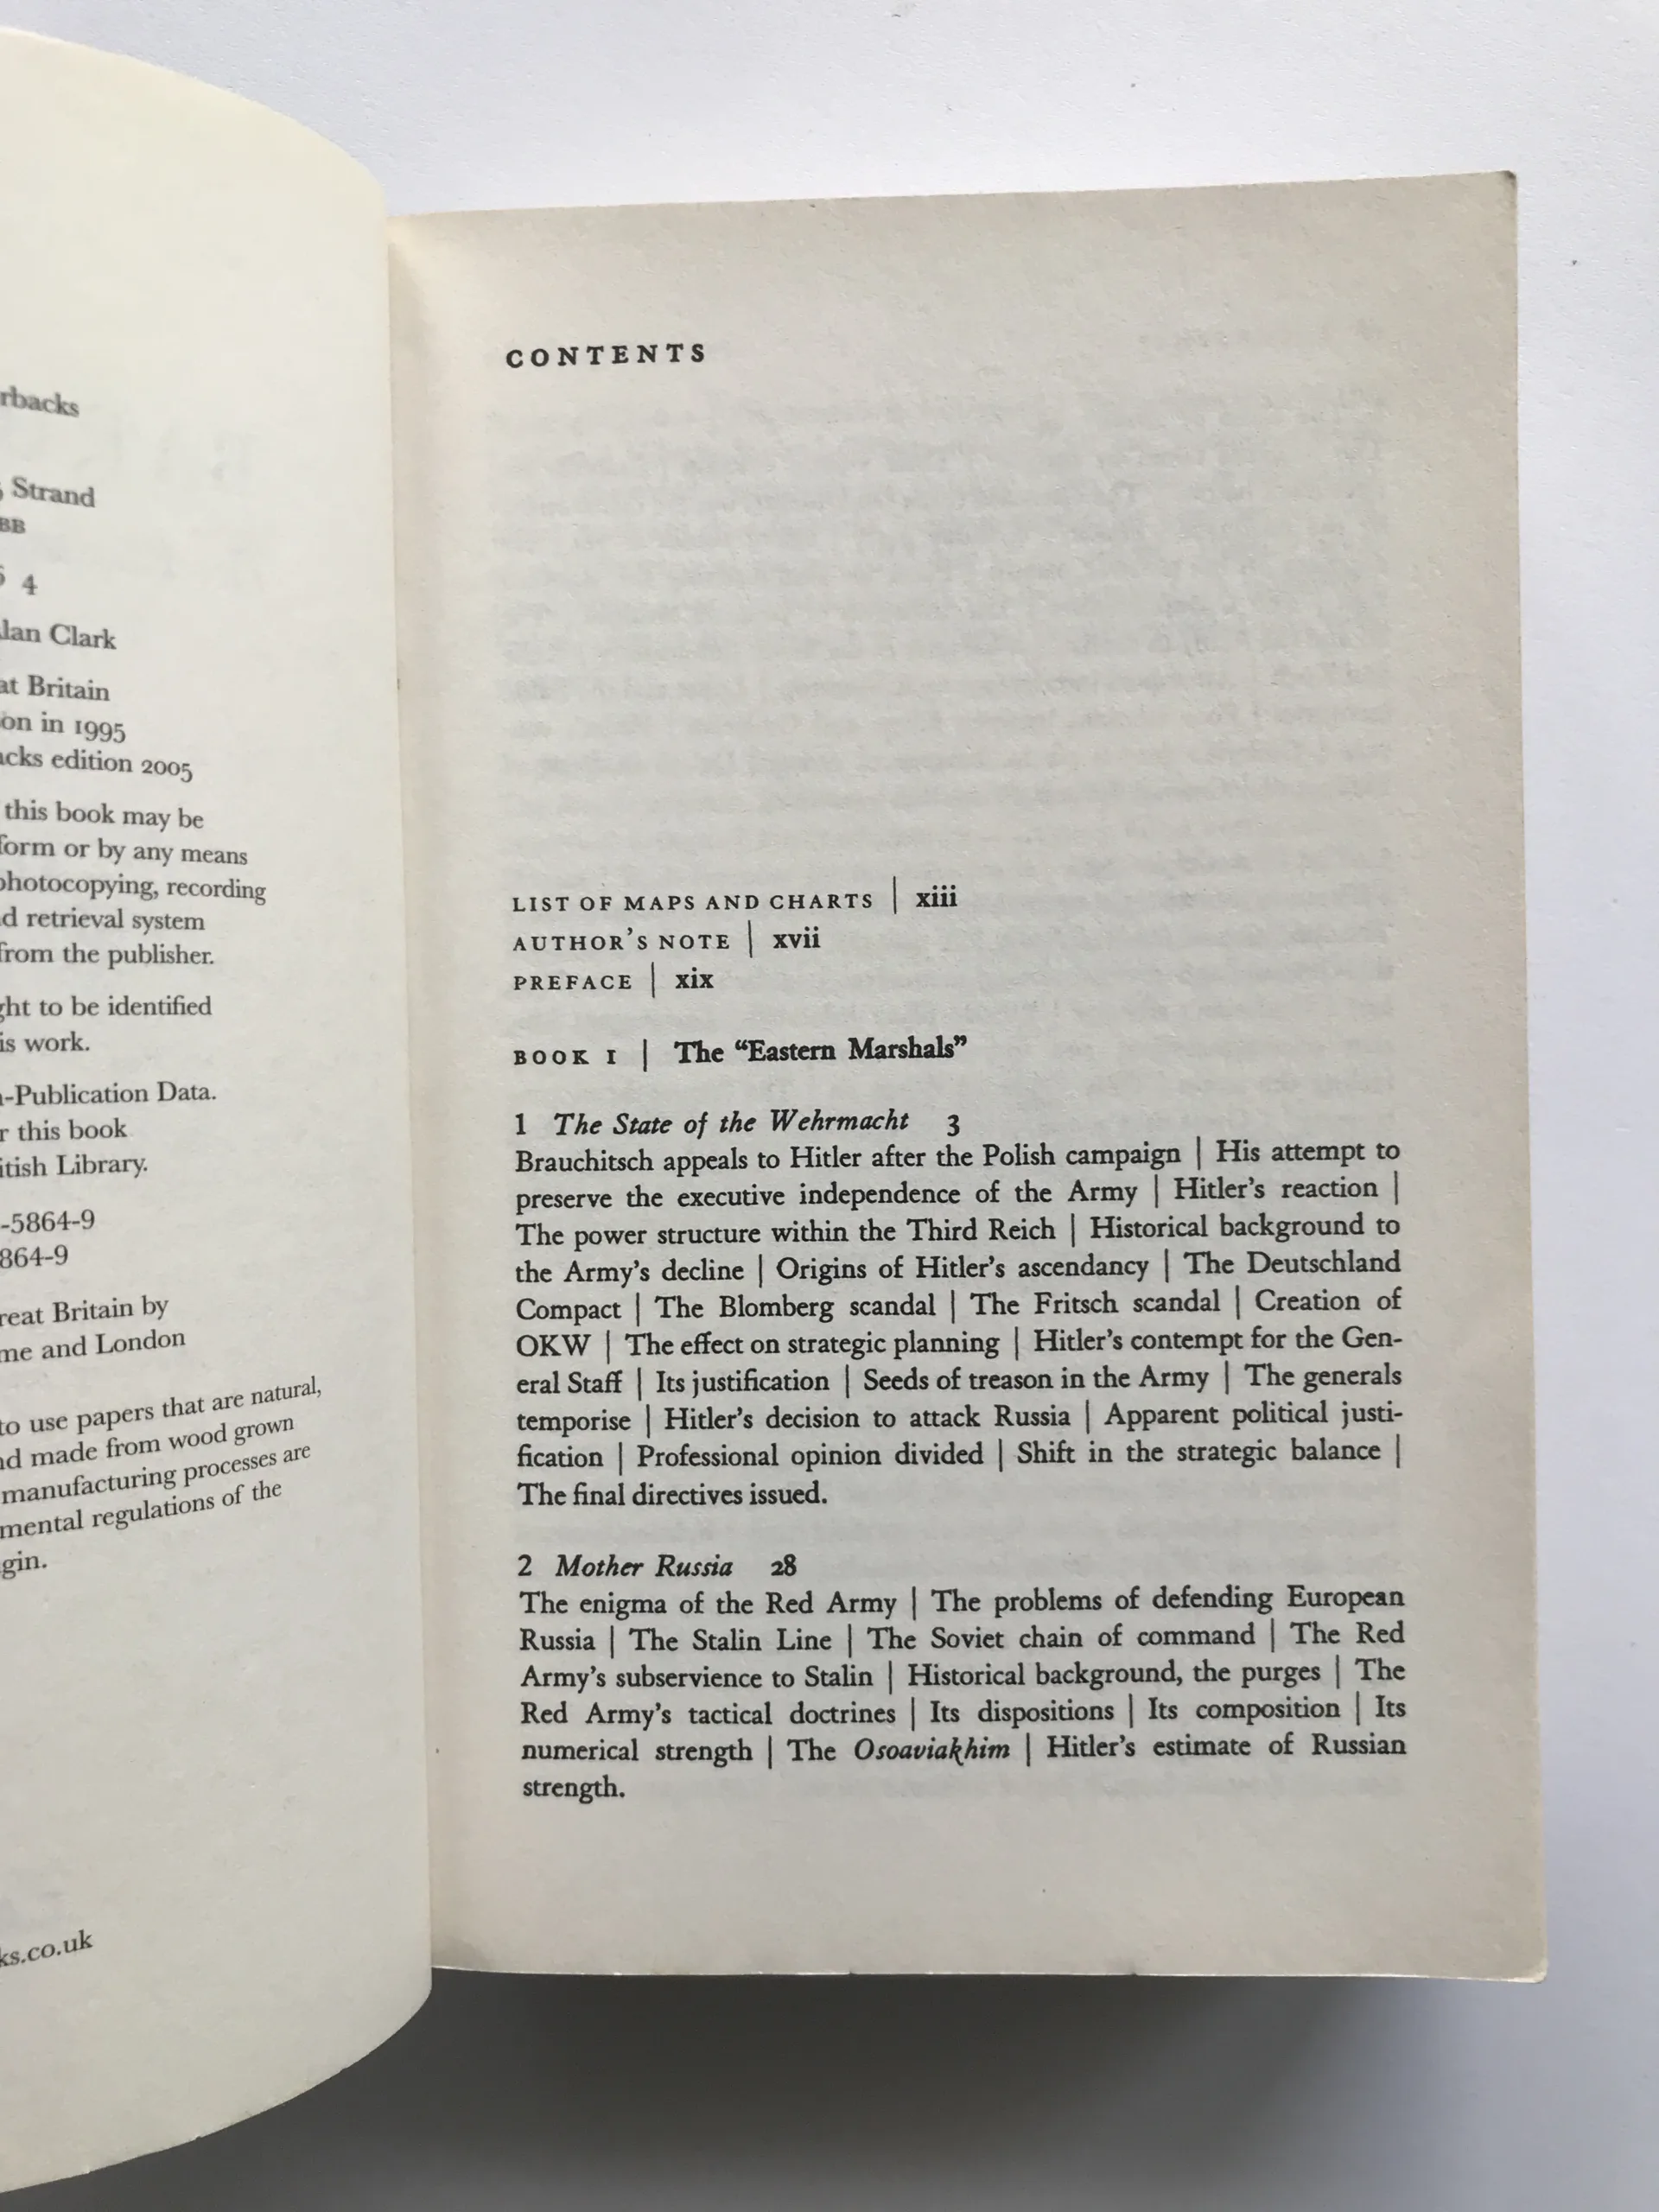 rbacks
Strand
BB
4
lan Clark
at Britain
on in 1995
acks edition 2005
this book may be
form or by any means
photocopying, recording
d retrieval system
from the publisher.
ght to be identified
is work.
n-Publication Data.
r this book
itish Library.
-5864-9
864-9
reat Britain by
me and London
to use papers that are natural,
nd made from wood grown
manufacturing processes are
mental regulations of the
gin.
ks.co.uk
CONTENTS
LIST OF MAPS AND CHARTS | xiii
AUTHOR'S NOTE | xvii
PREFACE | xix
BOOK I | The “Eastern Marshals”
1 The State of the Wehrmacht 3
Brauchitsch appeals to Hitler after the Polish campaign | His attempt to
preserve the executive independence of the Army | Hitler's reaction |
The power structure within the Third Reich | Historical background to
the Army's decline | Origins of Hitler's ascendancy | The Deutschland
Compact | The Blomberg scandal | The Fritsch scandal | Creation of
OKW | The effect on strategic planning | Hitler's contempt for the Gen-
eral Staff | Its justification | Seeds of treason in the Army | The generals
temporise | Hitler's decision to attack Russia | Apparent political justi-
fication | Professional opinion divided | Shift in the strategic balance |
The final directives issued.
2 Mother Russia 28
The enigma of the Red Army | The problems of defending European
Russia | The Stalin Line | The Soviet chain of command | The Red
Army's subservience to Stalin | Historical background, the purges | The
Red Army's tactical doctrines | Its dispositions | Its composition | Its
numerical strength | The Osoaviakhim | Hitler's estimate of Russian
strength.